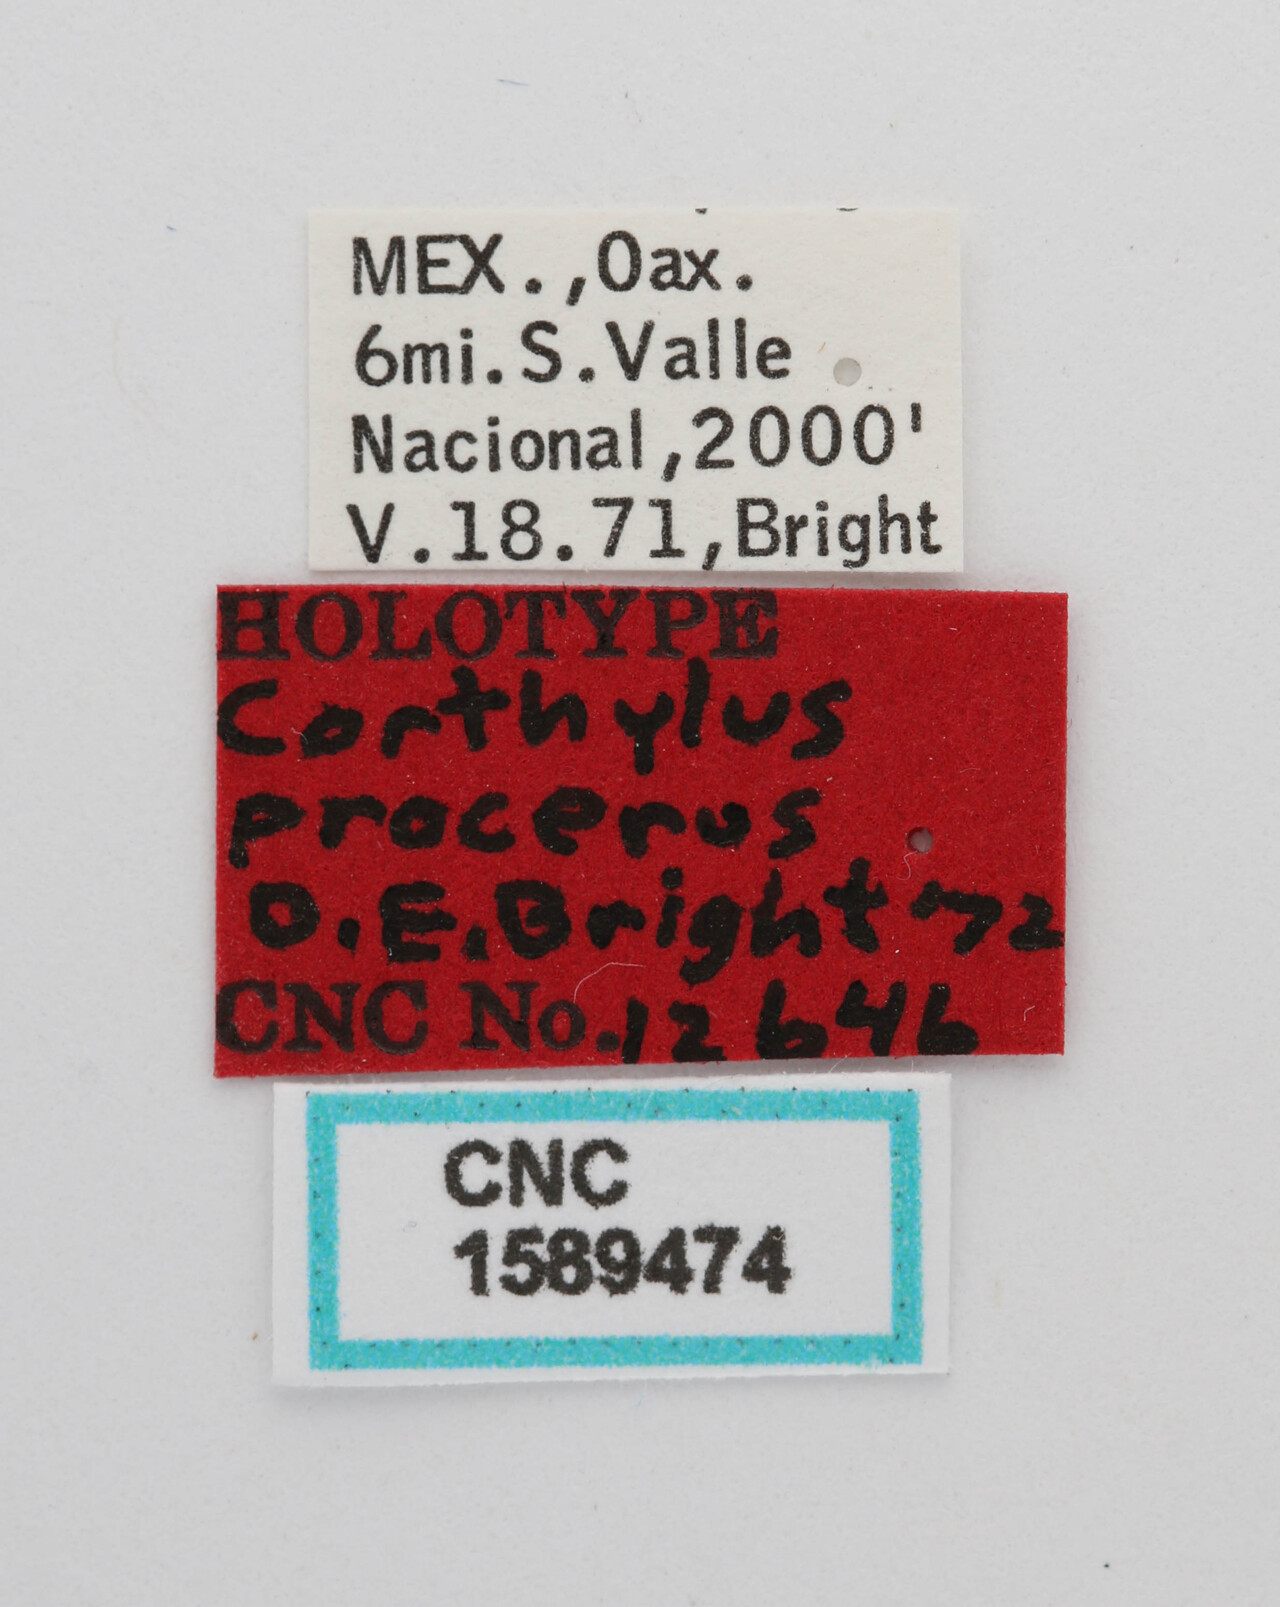 MEX.,Oax.
6mi.S.Valle
Nacional,2000'
V.18.71,Bright
HOLOTYPE
Corthylus
procerus
D.E.Bright '72
CNC No. 12646
CNC
1589474